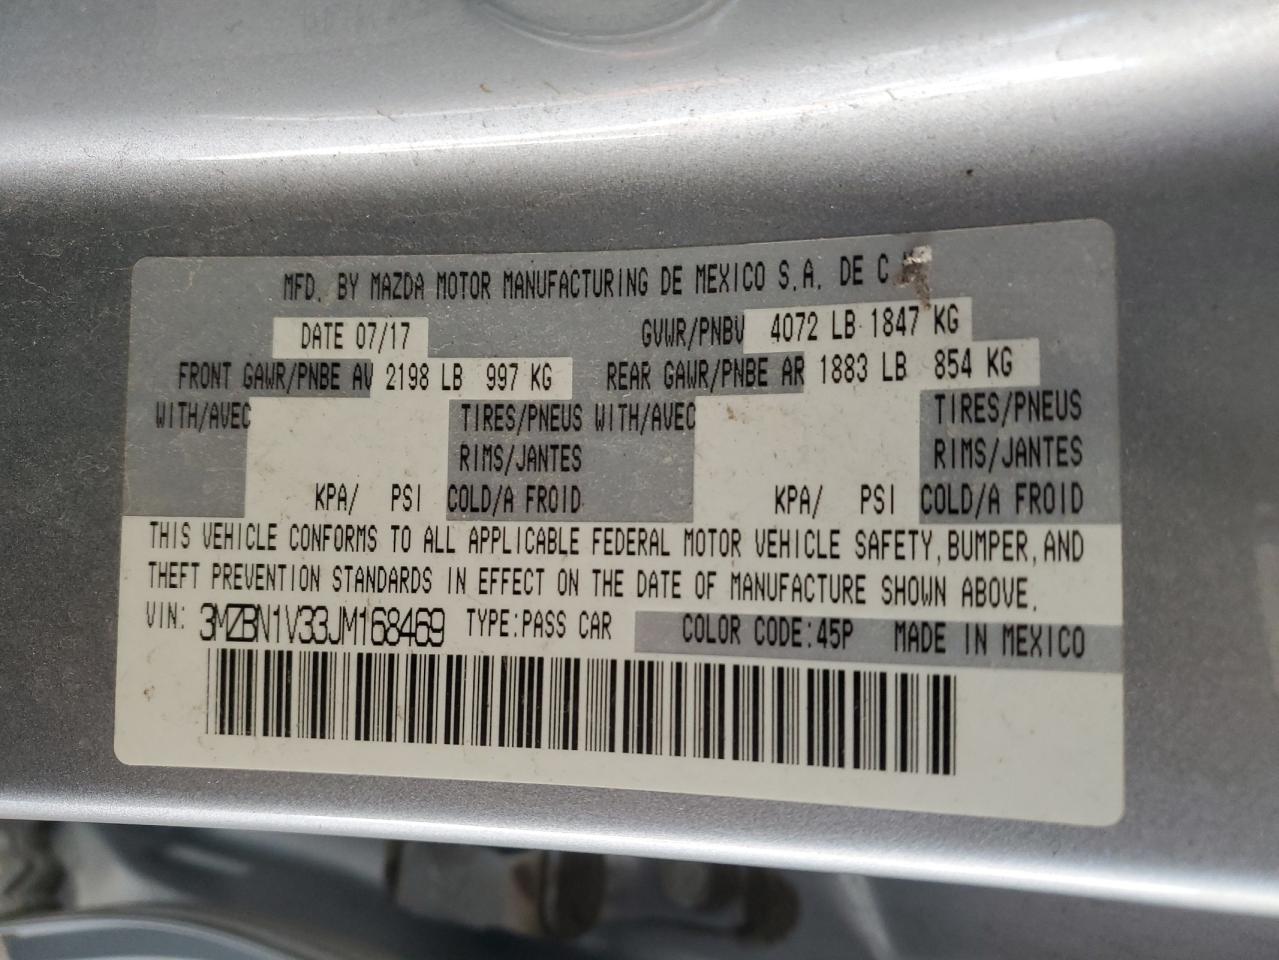 MFD. BY MAZDA MOTOR MANUFACTURING DE MEXICO S.A. DE C
DATE 07/17 GVWR/PNBV 4072 LB 1847 KG
FRONT GAWR/PNBE AV 2198 LB 997 KG REAR GAWR/PNBE AR 1883 LB 854 KG
WITH/AVEC TIRES/PNEUS WITH/AVEC TIRES/PNEUS
RIMS/JANTES RIMS/JANTES
KPA/ PSI COLD/A FROID KPA/ PSI COLD/A FROID
THIS VEHICLE CONFORMS TO ALL APPLICABLE FEDERAL MOTOR VEHICLE SAFETY, BUMPER, AND
THEFT PREVENTION STANDARDS IN EFFECT ON THE DATE OF MANUFACTURE SHOWN ABOVE.
VIN: 3MZBN1V33JM168469 TYPE:PASS CAR COLOR CODE:45P MADE IN MEXICO